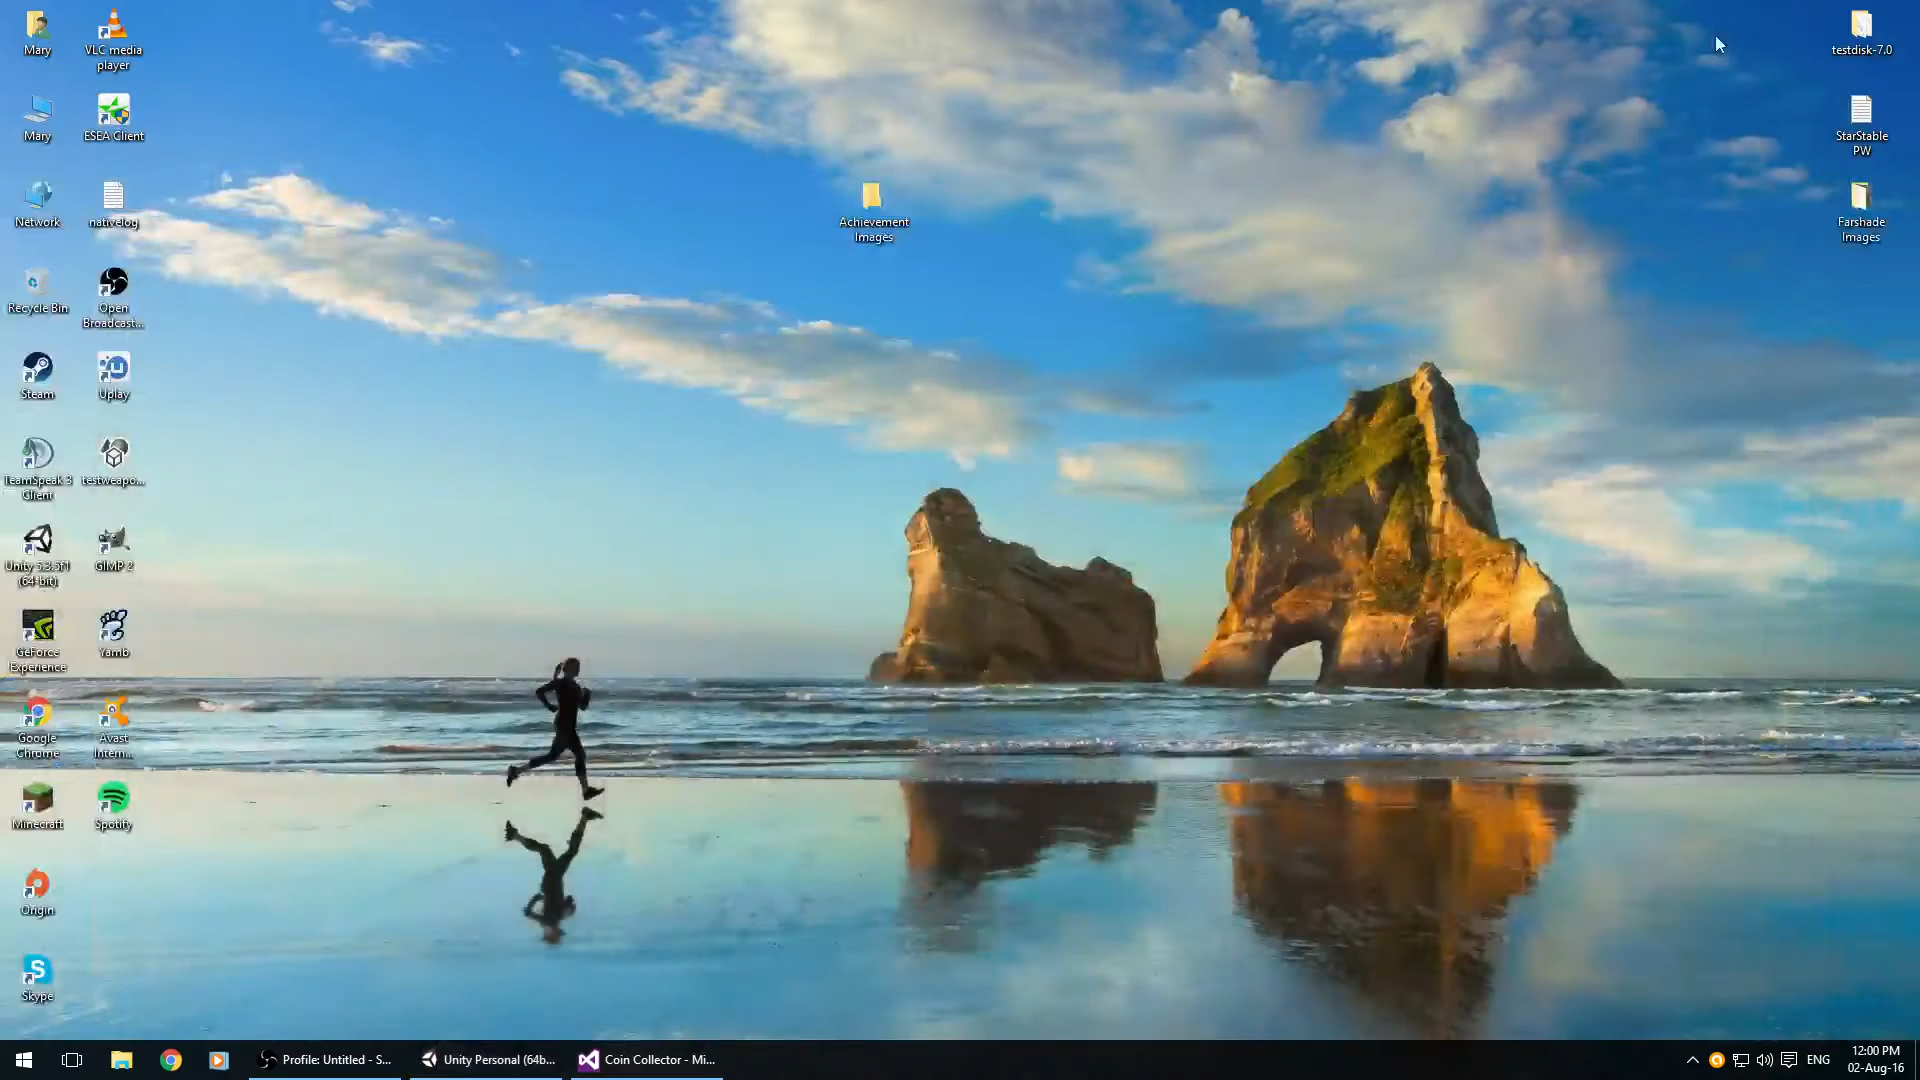 Mary
VLC media
player
Mary
ESEA Client
Network
nativelog
Recycle Bin
Open
Broadcast...
Steam
Uplay
TeamSpeak 3
Client
testweapo...
Unity 5.3.5f1
(64-bit)
GIMP 2
GeForce
Experience
Yamb
Google
Chrome
Avast
Intern...
Minecraft
Spotify
Origin
Skype
Achievement
Images
testdisk-7.0
StarStable
PW
Farshade
Images
Profile: Untitled - S...
Unity Personal (64b...
Coin Collector - Mi...
ENG
12:00 PM
02-Aug-16